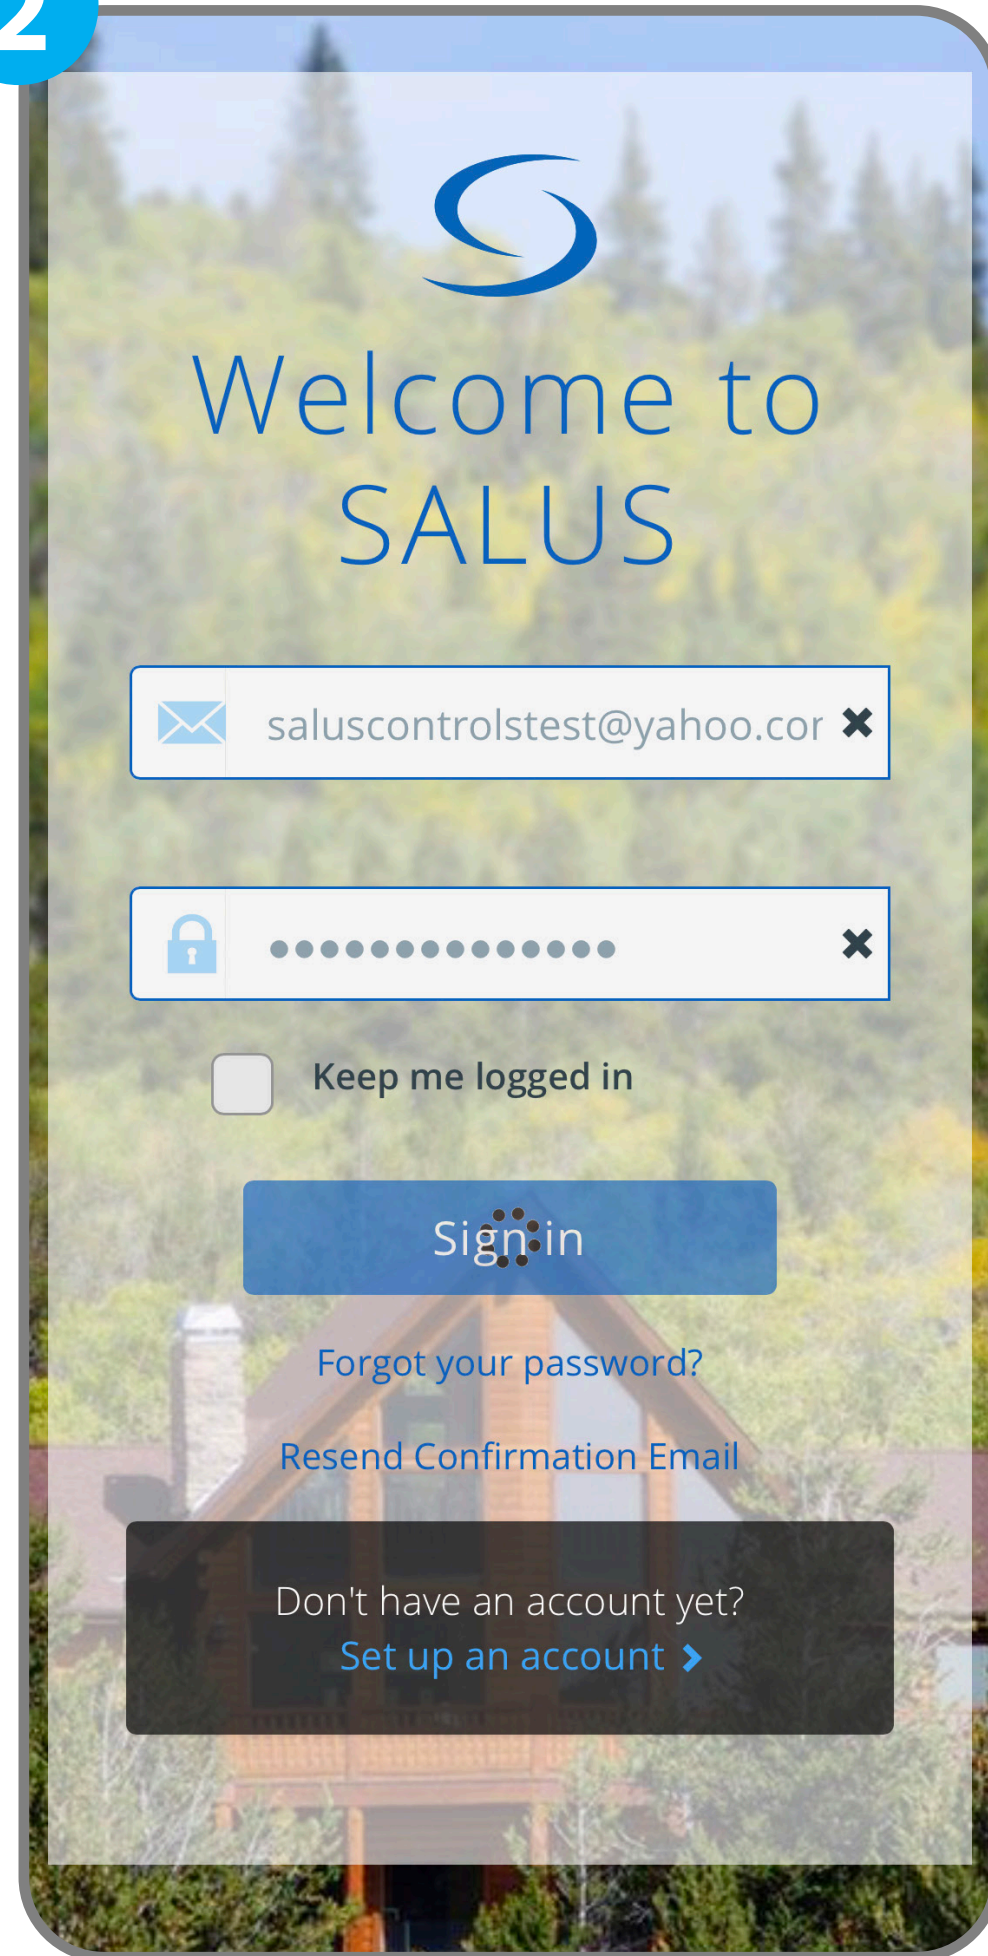 2
Welcome to
SALUS
saluscontrolstest@yahoo.cor
Keep me logged in
Sign in
Forgot your password?
Resend Confirmation Email
Don't have an account yet?
Set up an account